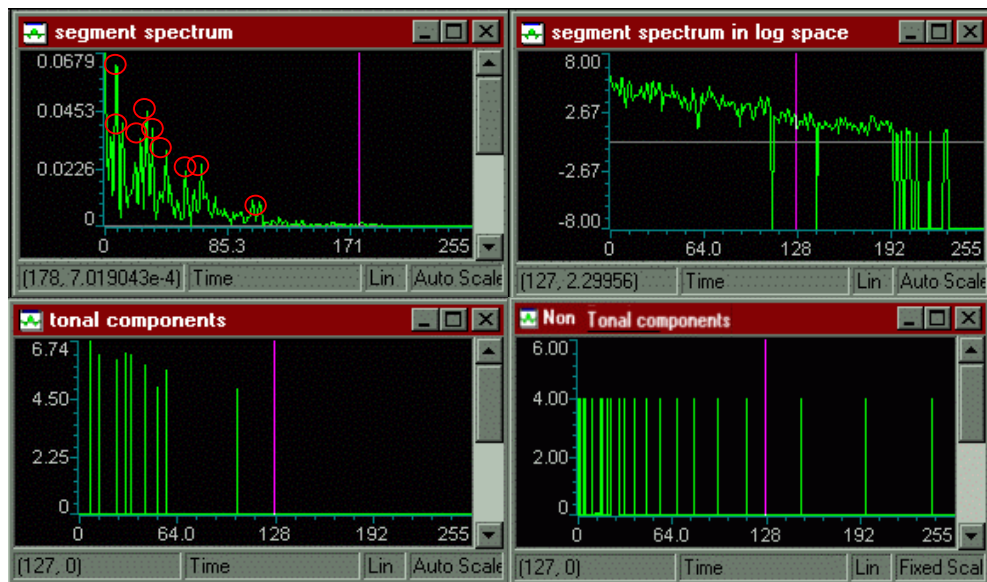 segment spectrum
0.0679
0.0453
0.0226
0
0 85.3 171 255
(178, 7.019043e-4) Time Lin Auto Scale
segment spectrum in log space
8.00
2.67
-2.67
-8.00
0 64.0 128 192 255
(127, 2.29956) Time Lin Auto Scale
tonal components
6.74
4.50
2.25
0
0 64.0 128 192 255
(127, 0) Time Lin Auto Scale
Non Tonal components
6.00
4.00
2.00
0
0 64.0 128 192 255
(127, 0) Time Lin Fixed Scal